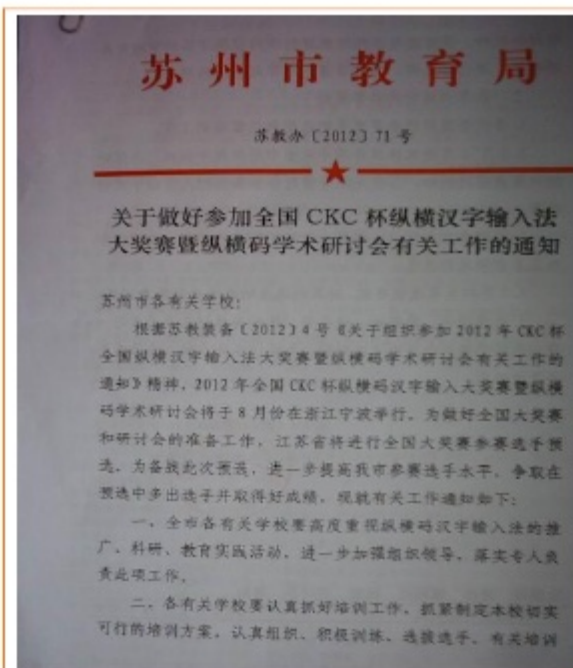 苏州市教育局
苏教办〔2012〕71号
关于做好参加全国 CKC 杯纵横汉字输入法
大奖赛暨纵横码学术研讨会有关工作的通知
苏州市各有关学校:
根据苏教装备〔2012〕4号《关于组织参加2012年CKC杯
全国纵横汉字输入法大奖赛暨纵横码学术研讨会有关工作的
通知》精神，2012年全国CKC杯纵横码汉字输入大奖赛暨纵横
码学术研讨会将于8月份在浙江宁波举行。为做好全国大奖赛
和研讨会的准备工作，江苏省将进行全国大奖赛参赛选手预
选。为备战此次预选，进一步提高我市参赛选手水平，争取在
预选中多出选手并取得好成绩，现就有关工作通知如下:
一、全市各有关学校要高度重视纵横码汉字输入法的推
广、科研、教育实践活动，进一步加强组织领导，落实专人负
责此项工作。
二、各有关学校要认真抓好培训工作，抓紧制定本校切实
可行的培训方案，认真组织、积极训练、选拔选手。有关培训